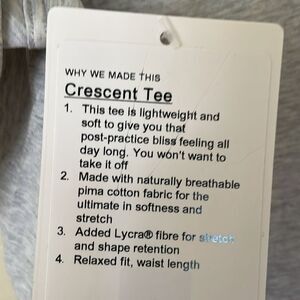 WHY WE MADE THIS
Crescent Tee
1. This tee is lightweight and
soft to give you that
post-practice bliss feeling all
day long. You won't want to
take it off
2. Made with naturally breathable
pima cotton fabric for the
ultimate in softness and
stretch
3. Added Lycra® fibre for stretch
and shape retention
4. Relaxed fit, waist length